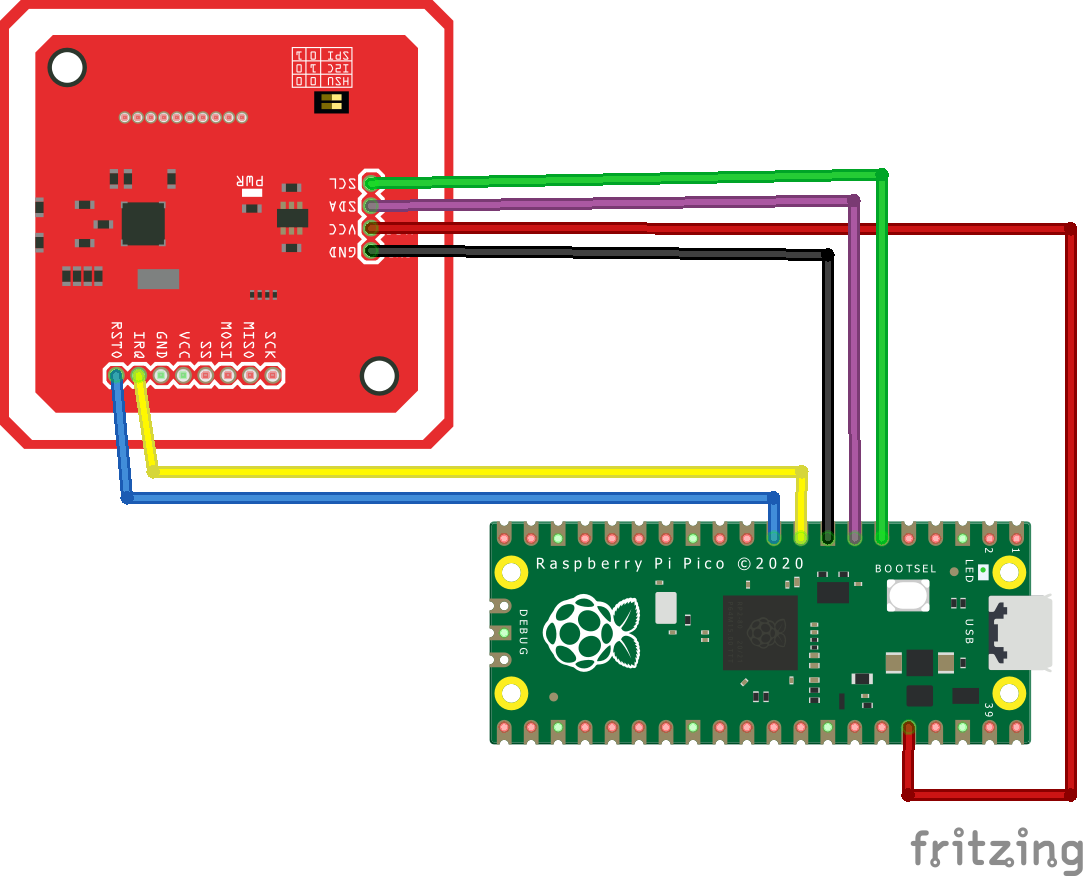 HSU 0 0
I2C 1 0
SPI 0 1
PWR
SCL
SDA
VCC
GND
RSTO
IRQ
GND
VCC
SS
MOSI
MISO
SCK
2
1
Raspberry Pi Pico ©2020
BOOTSEL
LED
DEBUG
USB
39
fritzing